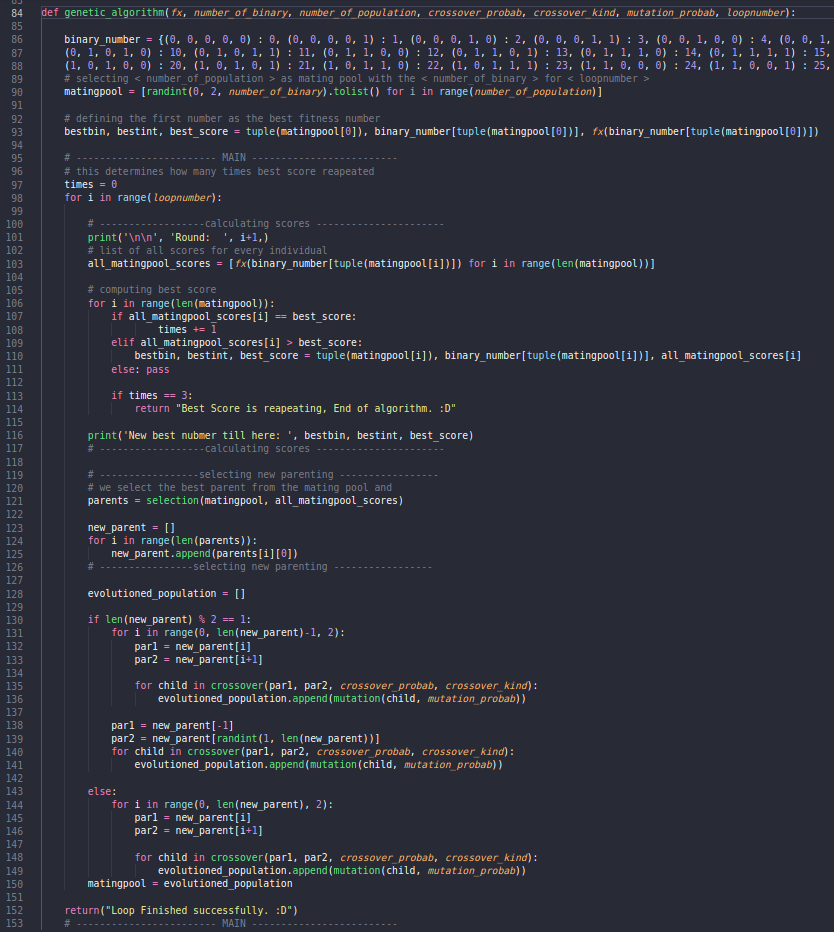 84 def genetic_algorithm(fx, number_of_binary, number_of_population, crossover_probab, crossover_kind, mutation_probab, loopnumber):
85
86     binary_number = {(0, 0, 0, 0, 0) : 0, (0, 0, 0, 0, 1) : 1, (0, 0, 0, 1, 0) : 2, (0, 0, 0, 1, 1) : 3, (0, 0, 1, 0, 0) : 4, (0, 0, 1,
87     (0, 1, 0, 1, 0) : 10, (0, 1, 0, 1, 1) : 11, (0, 1, 1, 0, 0) : 12, (0, 1, 1, 0, 1) : 13, (0, 1, 1, 1, 0) : 14, (0, 1, 1, 1, 1) : 15,
88     (1, 0, 1, 0, 0) : 20, (1, 0, 1, 0, 1) : 21, (1, 0, 1, 1, 0) : 22, (1, 0, 1, 1, 1) : 23, (1, 1, 0, 0, 0) : 24, (1, 1, 0, 0, 1) : 25,
89     # selecting < number_of_population > as mating pool with the < number_of_binary > for < loopnumber >
90     matingpool = [randint(0, 2, number_of_binary).tolist() for i in range(number_of_population)]
91
92     # defining the first number as the best fitness number
93     bestbin, bestint, best_score = tuple(matingpool[0]), binary_number[tuple(matingpool[0])], fx(binary_number[tuple(matingpool[0])])
94
95     # ------------------------ MAIN -------------------------
96     # this determines how many times best score reapeated
97     times = 0
98     for i in range(loopnumber):
99
100         # ------------------calculating scores ----------------------
101         print('\n\n', 'Round:  ', i+1,)
102         # list of all scores for every individual
103         all_matingpool_scores = [fx(binary_number[tuple(matingpool[i])]) for i in range(len(matingpool))]
104
105         # computing best score
106         for i in range(len(matingpool)):
107             if all_matingpool_scores[i] == best_score:
108                     times += 1
109             elif all_matingpool_scores[i] > best_score:
110                 bestbin, bestint, best_score = tuple(matingpool[i]), binary_number[tuple(matingpool[i])], all_matingpool_scores[i]
111             else: pass
112
113             if times == 3:
114                 return "Best Score is reapeating, End of algorithm. :D"
115
116         print('New best nubmer till here: ', bestbin, bestint, best_score)
117         # ------------------calculating scores ----------------------
118
119         # -----------------selecting new parenting -----------------
120         # we select the best parent from the mating pool and
121         parents = selection(matingpool, all_matingpool_scores)
122
123         new_parent = []
124         for i in range(len(parents)):
125             new_parent.append(parents[i][0])
126         # ----------------selecting new parenting -----------------
127
128         evolutioned_population = []
129
130         if len(new_parent) % 2 == 1:
131             for i in range(0, len(new_parent)-1, 2):
132                 par1 = new_parent[i]
133                 par2 = new_parent[i+1]
134
135                 for child in crossover(par1, par2, crossover_probab, crossover_kind):
136                     evolutioned_population.append(mutation(child, mutation_probab))
137
138             par1 = new_parent[-1]
139             par2 = new_parent[randint(1, len(new_parent))]
140             for child in crossover(par1, par2, crossover_probab, crossover_kind):
141                 evolutioned_population.append(mutation(child, mutation_probab))
142
143         else:
144             for i in range(0, len(new_parent), 2):
145                 par1 = new_parent[i]
146                 par2 = new_parent[i+1]
147
148                 for child in crossover(par1, par2, crossover_probab, crossover_kind):
149                     evolutioned_population.append(mutation(child, mutation_probab))
150         matingpool = evolutioned_population
151
152     return("Loop Finished successfully. :D")
153     # ------------------------ MAIN -------------------------